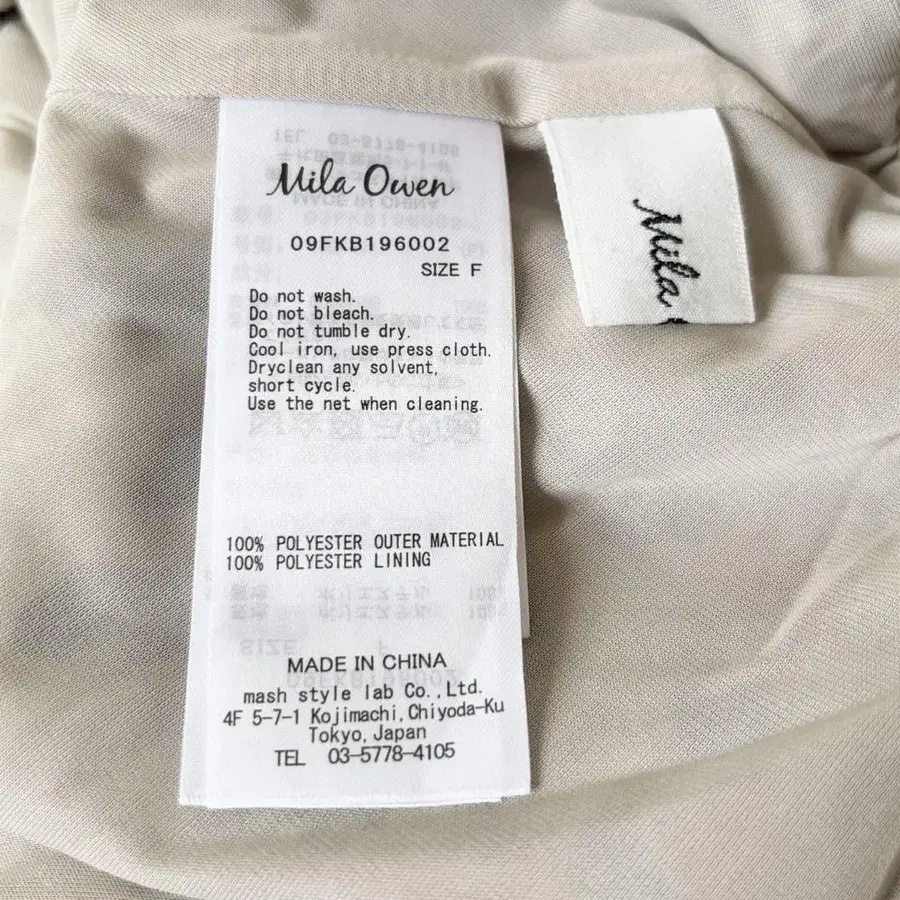 Mila Owen
09FKB196002
SIZE F
Do not wash.
Do not bleach.
Do not tumble dry.
Cool iron, use press cloth.
Dryclean any solvent,
short cycle.
Use the net when cleaning.
100% POLYESTER OUTER MATERIAL
100% POLYESTER LINING
MADE IN CHINA
mash style lab Co.,Ltd.
4F 5-7-1 Kojimachi,Chiyoda-Ku
Tokyo,Japan
TEL 03-5778-4105
Mila